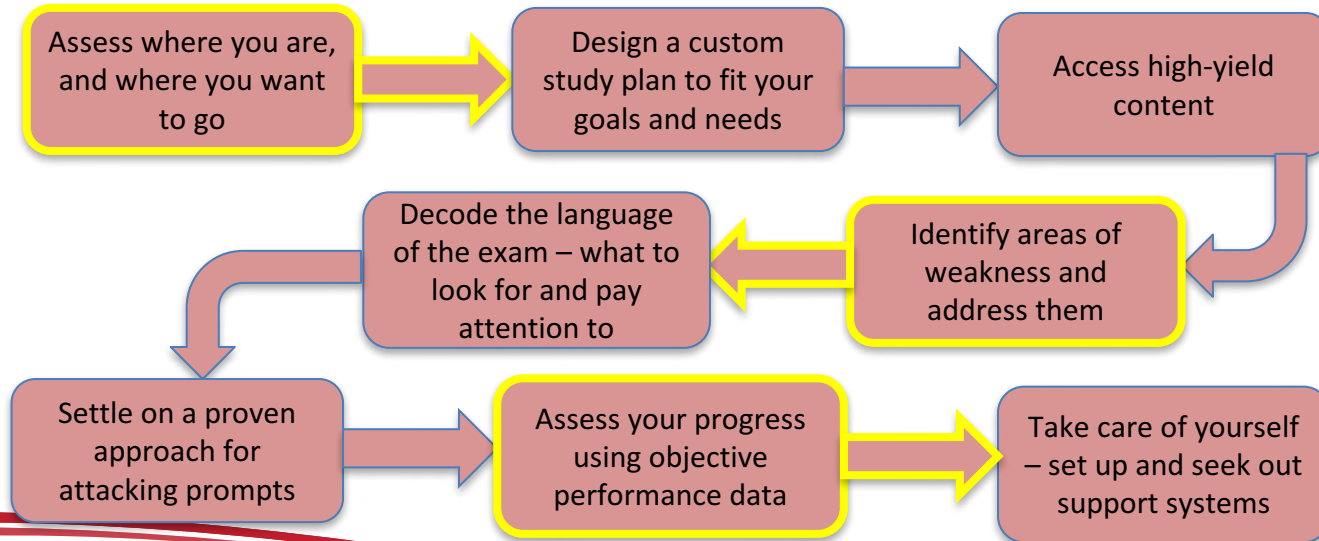 Assess where you are,
and where you want
to go
Design a custom
study plan to fit your
goals and needs
Access high-yield
content
Identify areas of
weakness and
address them
Decode the language
of the exam – what to
look for and pay
attention to
Settle on a proven
approach for
attacking prompts
Assess your progress
using objective
performance data
Take care of yourself
– set up and seek out
support systems